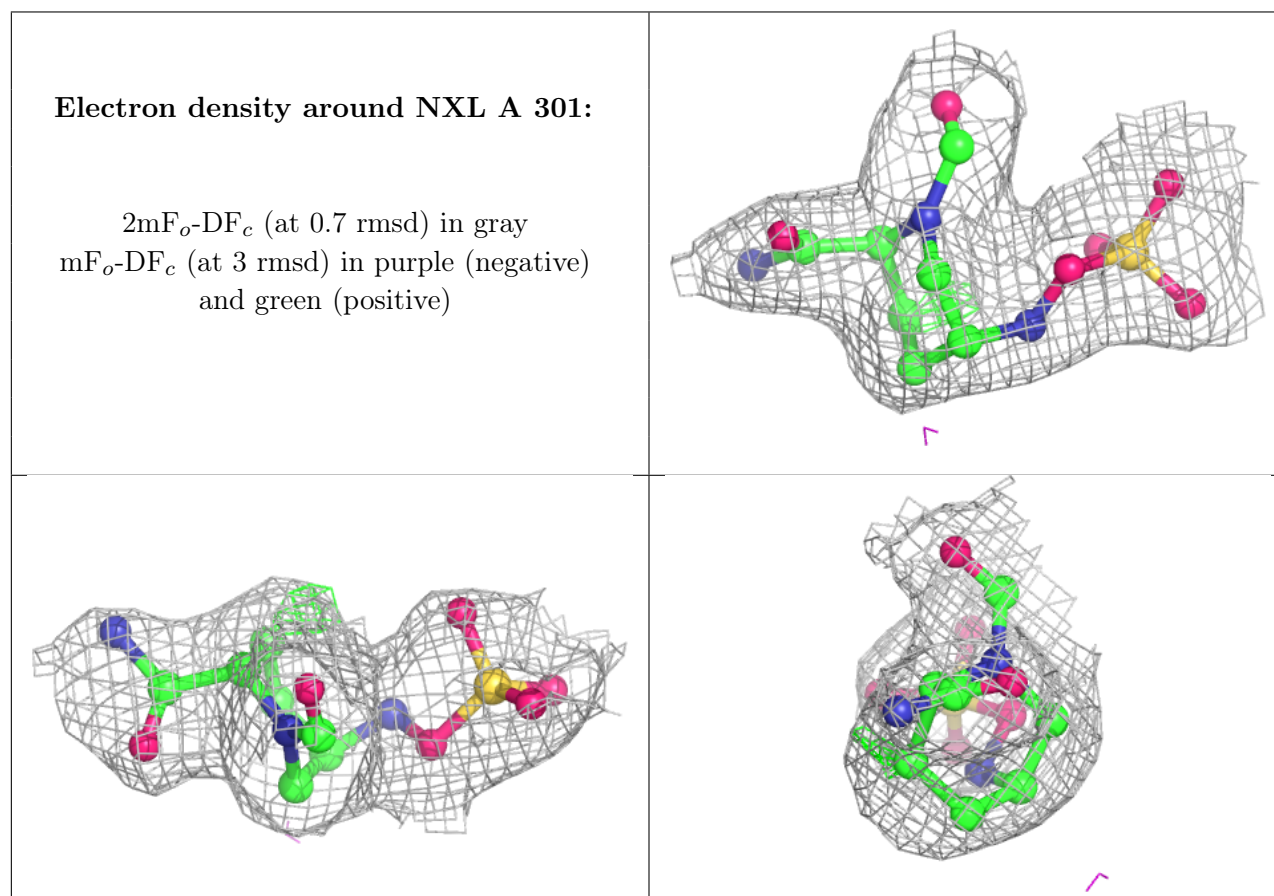 Electron density around NXL A 301:
2mFo-DFc (at 0.7 rmsd) in gray
mFo-DFc (at 3 rmsd) in purple (negative)
and green (positive)